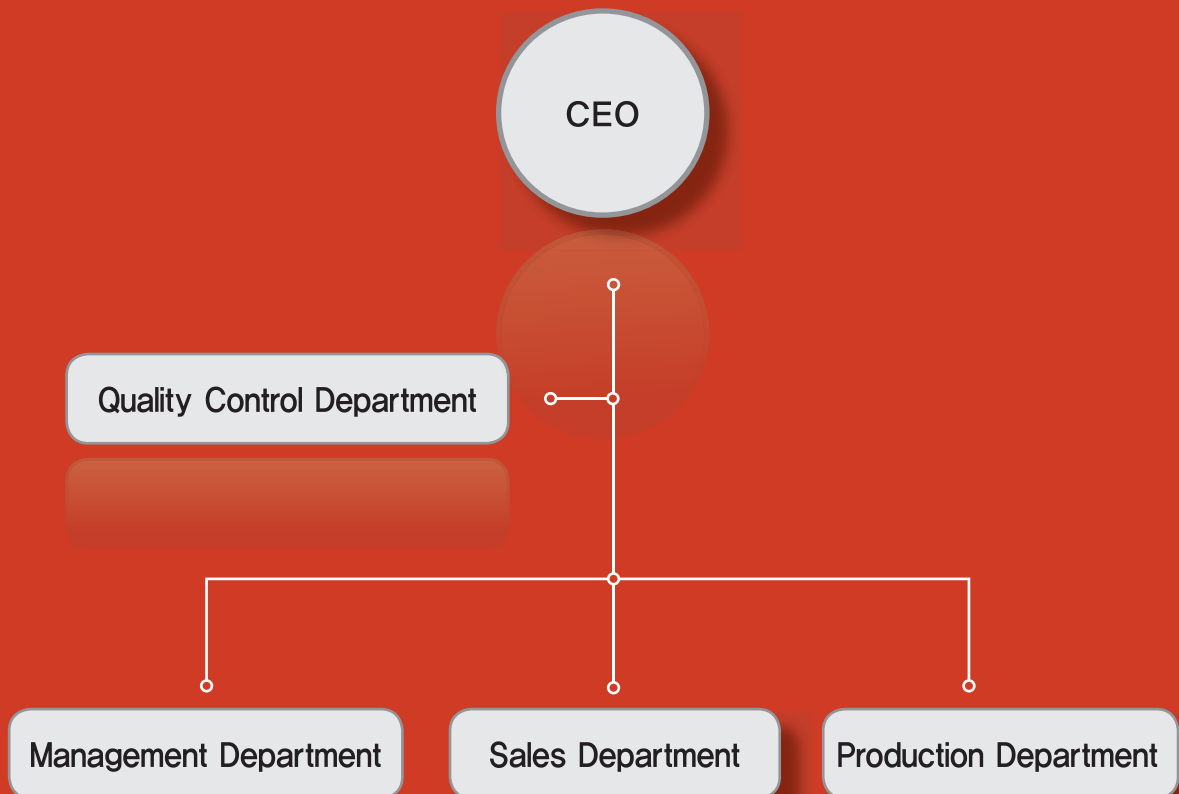 CEO
Quality Control Department
Management Department
Sales Department
Production Department